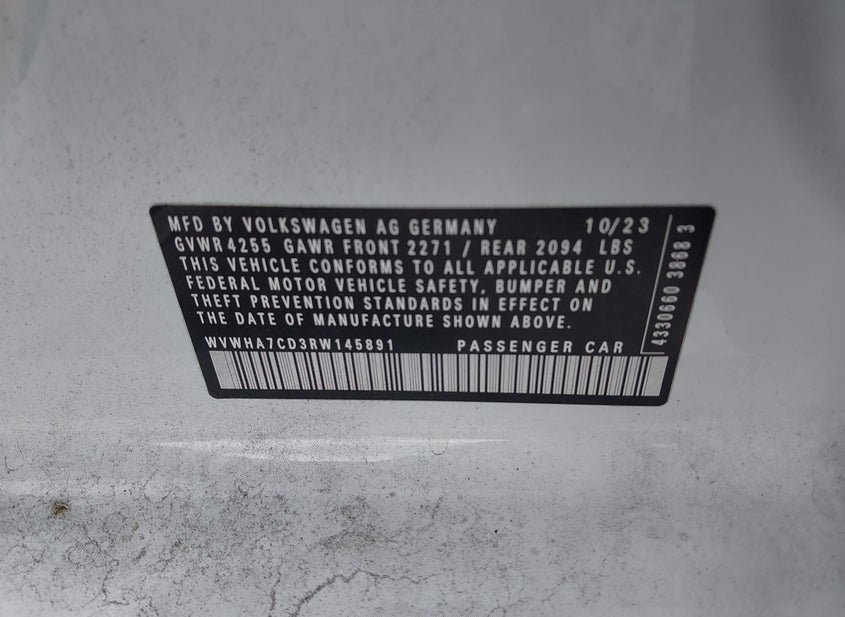 MFD BY VOLKSWAGEN AG GERMANY 10/23
GVWR 4255 GAWR FRONT 2271 / REAR 2094 LBS
THIS VEHICLE CONFORMS TO ALL APPLICABLE U.S.
FEDERAL MOTOR VEHICLE SAFETY, BUMPER AND
THEFT PREVENTION STANDARDS IN EFFECT ON
THE DATE OF MANUFACTURE SHOWN ABOVE.
WVWHA7CD3RW145891 PASSENGER CAR
4330660 3868 3